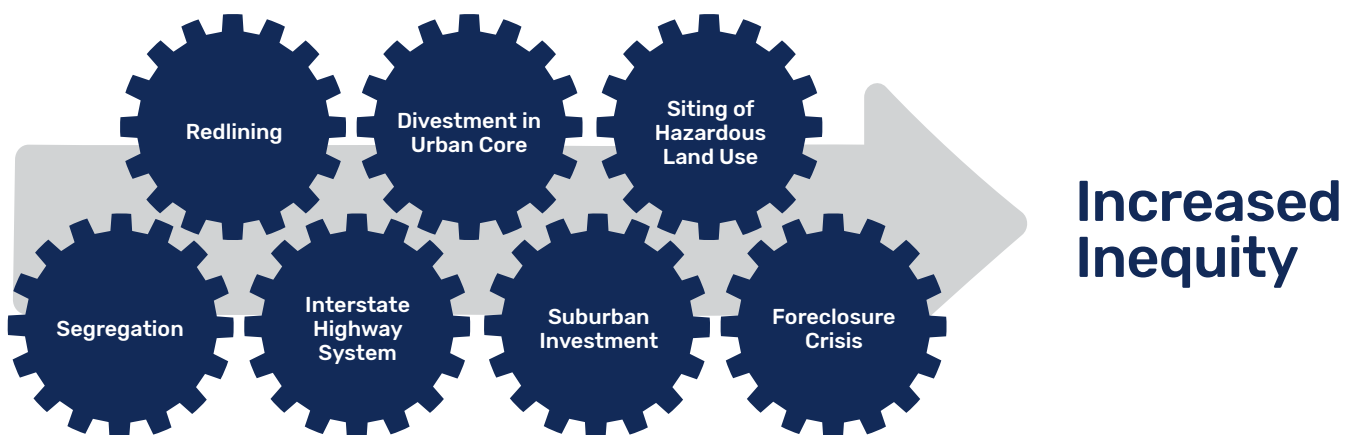 Redlining
Divestment in
Urban Core
Siting of
Hazardous
Land Use
Segregation
Interstate
Highway
System
Suburban
Investment
Foreclosure
Crisis
Increased
Inequity